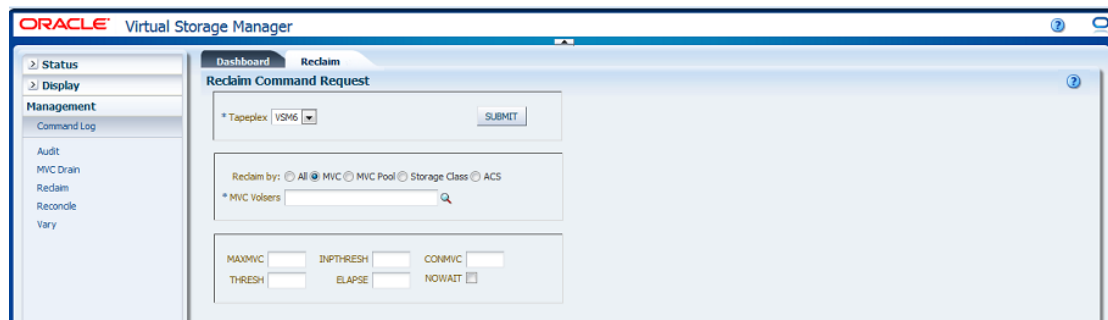 ORACLE Virtual Storage Manager
Status
Display
Management
Command Log
Audit
MVC Drain
Reclaim
Reconcile
Vary
Dashboard Reclaim
Reclaim Command Request
* Tapeplex VSM6 SUBMIT
Reclaim by: All MVC MVC Pool Storage Class ACS
* MVC Volsers
MAXMVC INPTHRESH CONMVC
THRESH ELAPSE NOWAIT